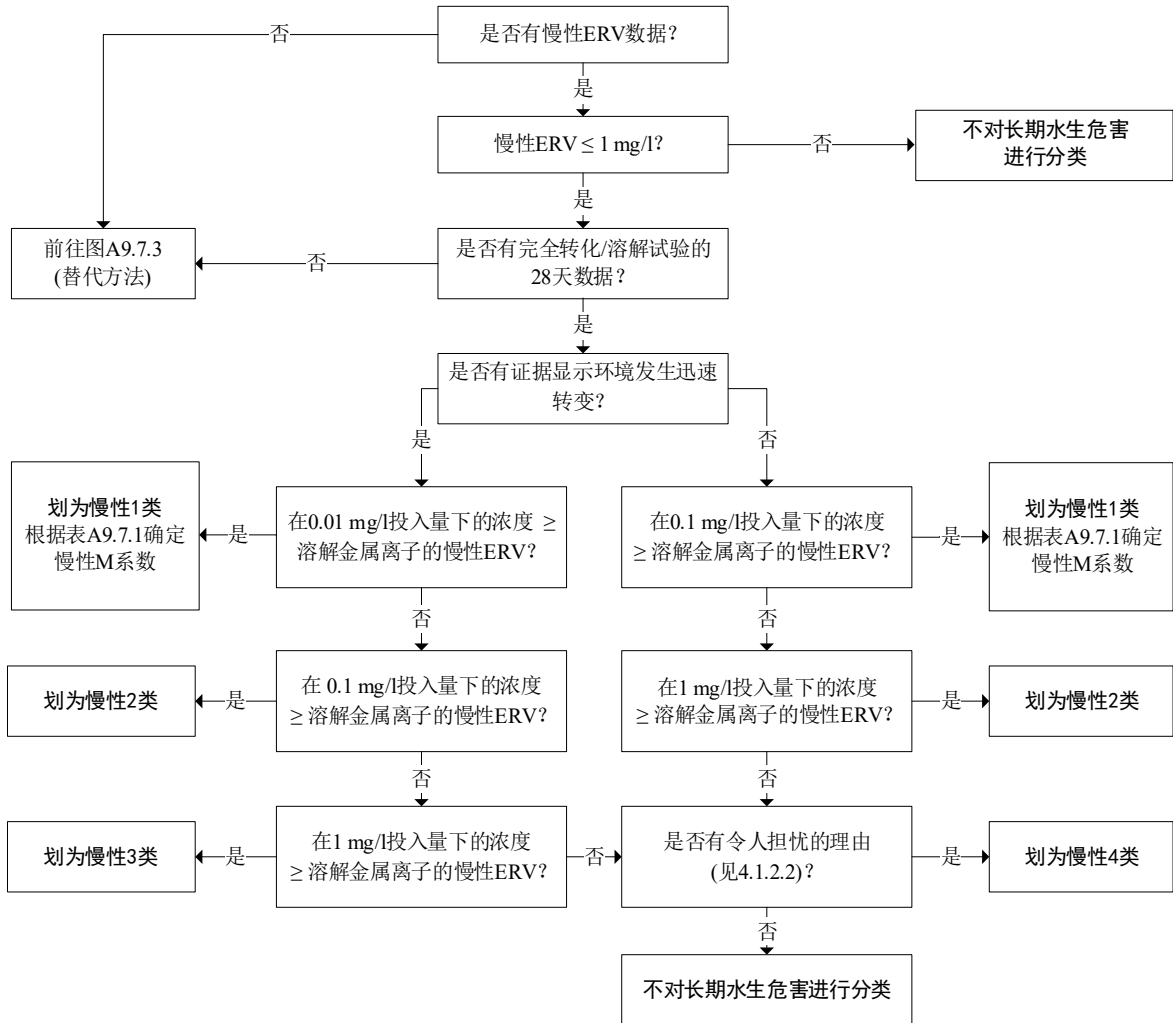 否
是否有慢性ERV数据？
是
慢性ERV ≤ 1 mg/l？
否
不对长期水生危害
进行分类
是
前往图A9.7.3
(替代方法)
否
是否有完全转化/溶解试验的
28天数据？
是
是否有证据显示环境发生迅速
转变？
是
否
划为慢性1类
根据表A9.7.1确定
慢性M系数
是
在0.01 mg/l投入量下的浓度 ≥
溶解金属离子的慢性ERV？
在0.1 mg/l投入量下的浓度
≥ 溶解金属离子的慢性ERV？
是
划为慢性1类
根据表A9.7.1确定
慢性M系数
否
否
划为慢性2类
是
在 0.1 mg/l投入量下的浓度
≥ 溶解金属离子的慢性ERV？
在1 mg/l投入量下的浓度
≥ 溶解金属离子的慢性ERV？
是
划为慢性2类
否
否
划为慢性3类
是
在1 mg/l投入量下的浓度
≥ 溶解金属离子的慢性ERV？
否
是否有令人担忧的理由
(见4.1.2.2)？
是
划为慢性4类
否
不对长期水生危害进行分类